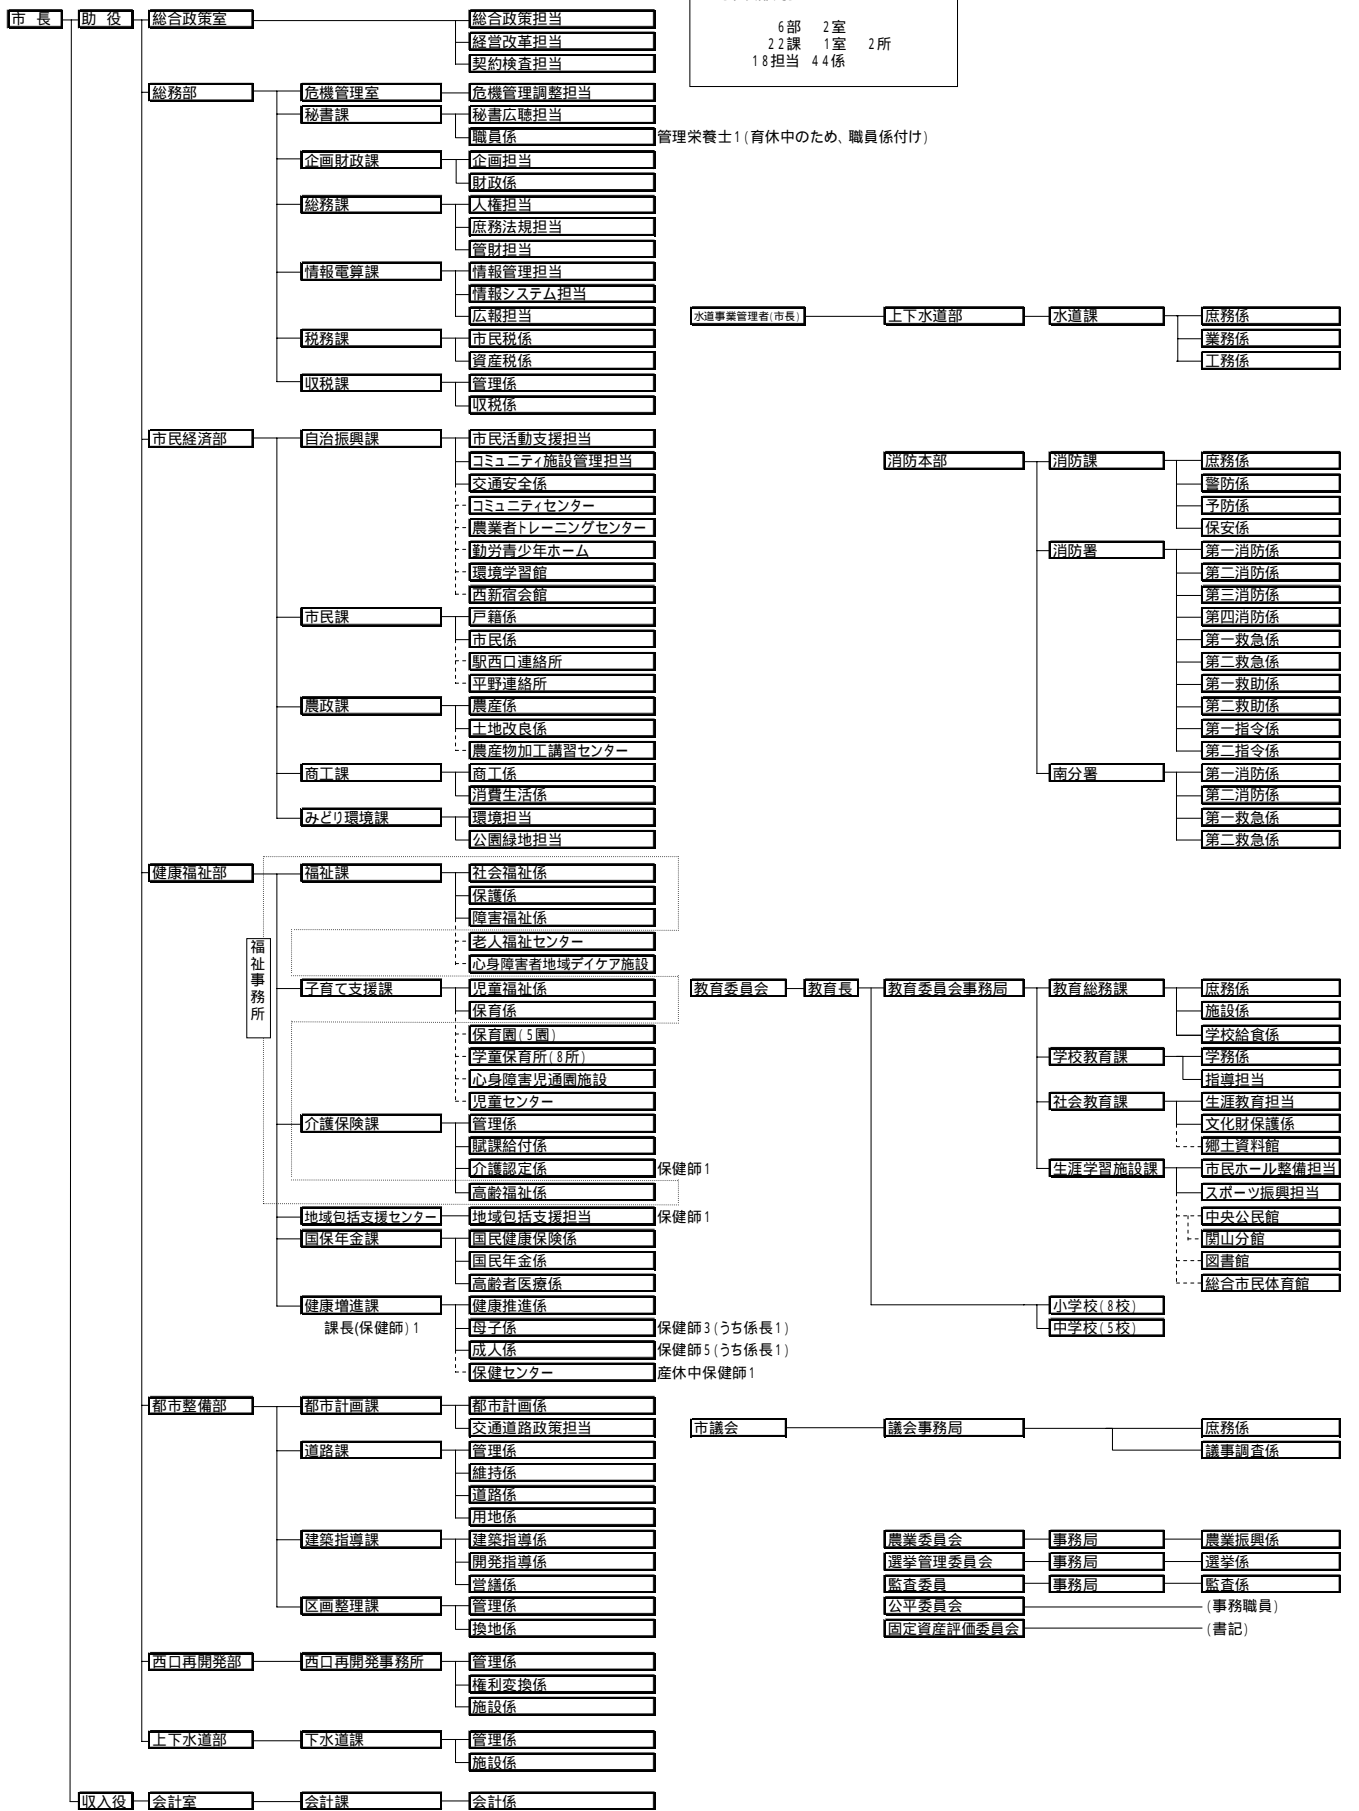 市 長
助 役
総合政策室
総合政策担当
経営改革担当
契約検査担当
6部 2室
22課 1室 2所
18担当 44係
総務部
危機管理室
危機管理調整担当
秘書課
秘書広聴担当
職員係
管理栄養士1(育休中のため、職員係付け)
企画財政課
企画担当
財政係
総務課
人権担当
庶務法規担当
管財担当
情報電算課
情報管理担当
情報システム担当
広報担当
税務課
市民税係
資産税係
収税課
管理係
収税係
市民経済部
自治振興課
市民活動支援担当
コミュニティ施設管理担当
交通安全係
コミュニティセンター
農業者トレーニングセンター
勤労青少年ホーム
環境学習館
西新宿会館
市民課
戸籍係
市民係
駅西口連絡所
平野連絡所
農政課
農産係
土地改良係
農産物加工講習センター
商工課
商工係
消費生活係
みどり環境課
環境担当
公園緑地担当
健康福祉部
福祉事務所
福祉課
社会福祉係
保護係
障害福祉係
老人福祉センター
心身障害者地域デイケア施設
子育て支援課
児童福祉係
保育係
保育園(5園)
学童保育所(8所)
心身障害児通園施設
児童センター
介護保険課
管理係
賦課給付係
介護認定係
保健師1
高齢福祉係
地域包括支援センター
地域包括支援担当
保健師1
国保年金課
国民健康保険係
国民年金係
高齢者医療係
健康増進課
課長(保健師)1
健康推進係
母子係
保健師3(うち係長1)
成人係
保健師5(うち係長1)
保健センター
産休中保健師1
都市整備部
都市計画課
都市計画係
交通道路政策担当
道路課
管理係
維持係
道路係
用地係
建築指導課
建築指導係
開発指導係
営繕係
区画整理課
管理係
換地係
西口再開発部
西口再開発事務所
管理係
権利変換係
施設係
上下水道部
下水道課
管理係
施設係
収入役
会計室
会計課
会計係
水道事業管理者(市長)
上下水道部
水道課
庶務係
業務係
工務係
消防本部
消防課
庶務係
警防係
予防係
保安係
消防署
第一消防係
第二消防係
第三消防係
第四消防係
第一救急係
第二救急係
第一救助係
第二救助係
第一指令係
第二指令係
南分署
第一消防係
第二消防係
第一救急係
第二救急係
教育委員会
教育長
教育委員会事務局
教育総務課
庶務係
施設係
学校給食係
学校教育課
学務係
指導担当
社会教育課
生涯教育担当
文化財保護係
郷土資料館
生涯学習施設課
市民ホール整備担当
スポーツ振興担当
中央公民館
関山分館
図書館
総合市民体育館
小学校(8校)
中学校(5校)
市議会
議会事務局
庶務係
議事調査係
農業委員会
事務局
農業振興係
選挙管理委員会
事務局
選挙係
監査委員
事務局
監査係
公平委員会
(事務職員)
固定資産評価委員会
(書記)